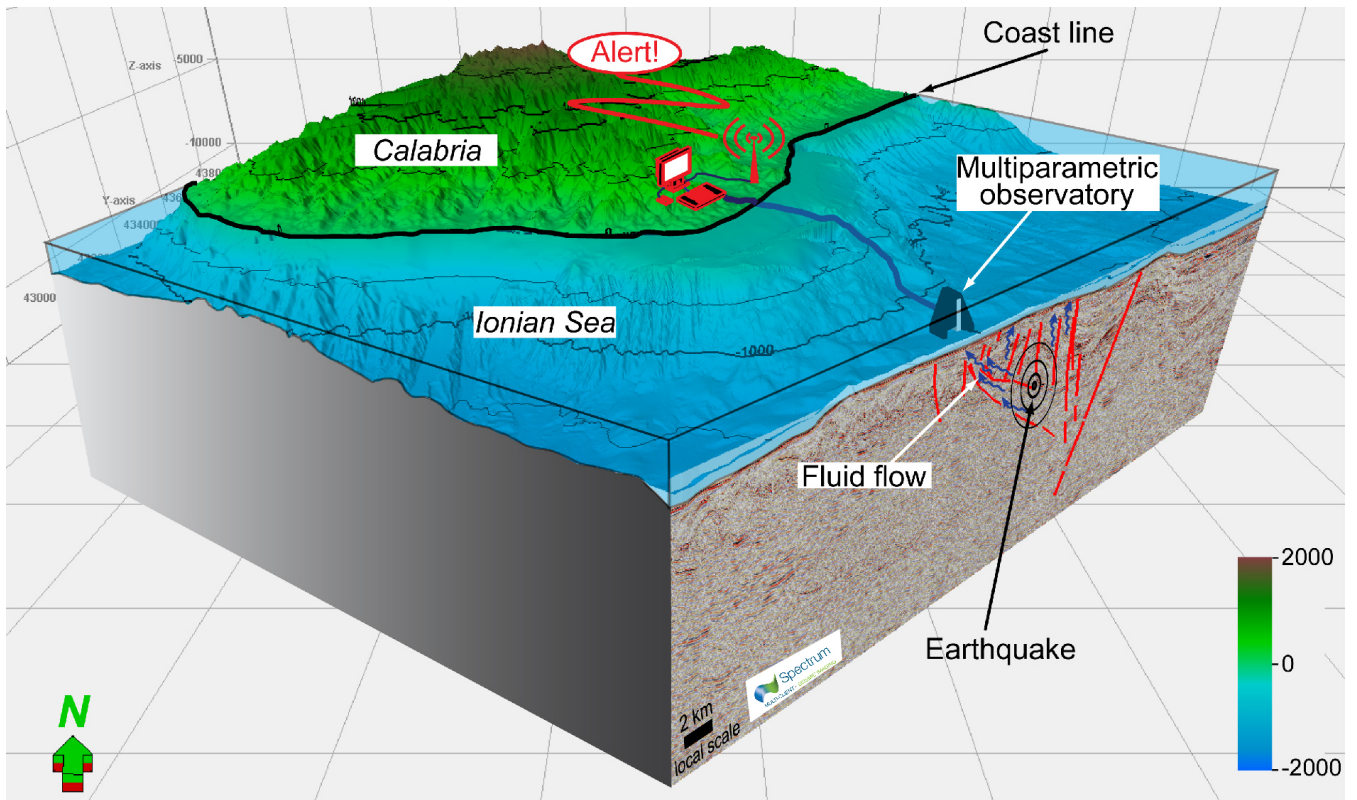 Coast line
Z-axis
5000
Alert!
-10000
Calabria
Multiparametric
observatory
Y-axis
43400
43000
Ionian Sea
-1000
Fluid flow
2000
Earthquake
0
Spectrum
2 km
local scale
N
-2000